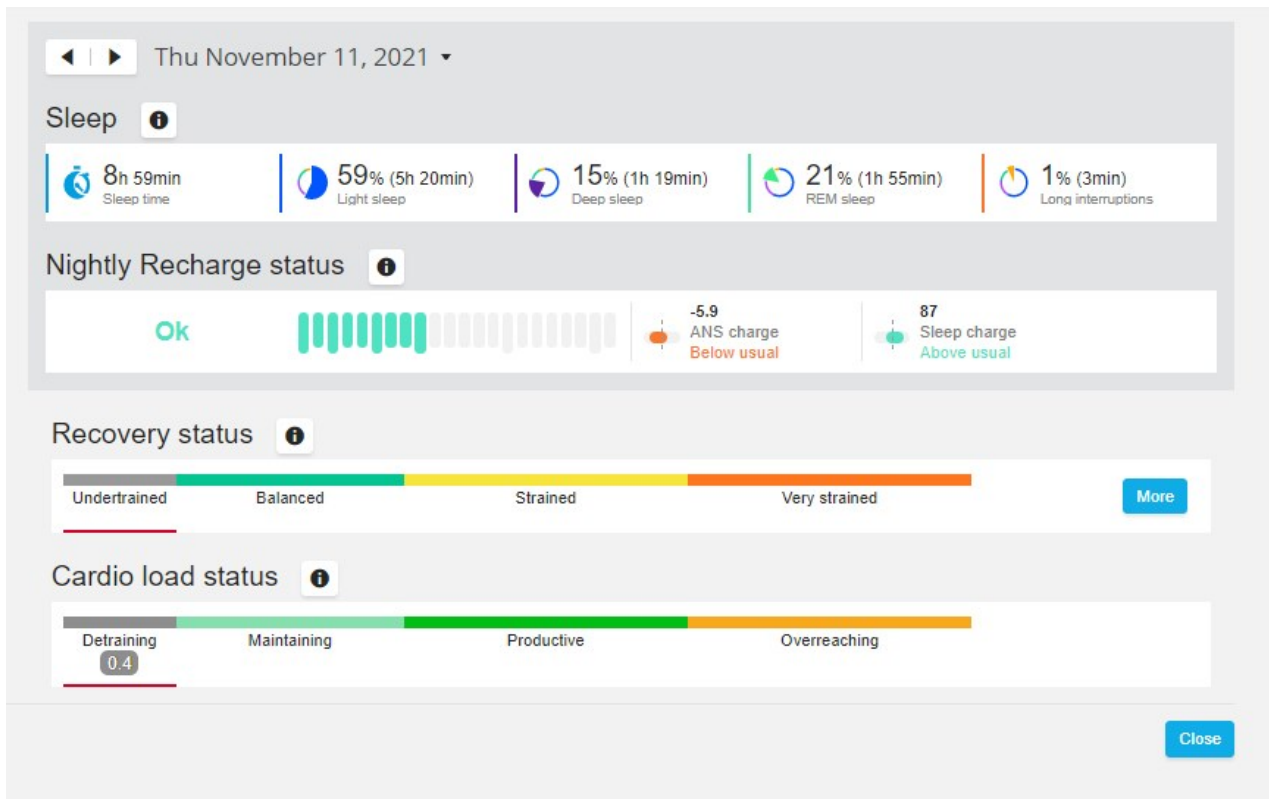 Thu November 11, 2021
Sleep
8h 59min
Sleep time
59% (5h 20min)
Light sleep
15% (1h 19min)
Deep sleep
21% (1h 55min)
REM sleep
1% (3min)
Long interruptions
Nightly Recharge status
Ok
-5.9
ANS charge
Below usual
87
Sleep charge
Above usual
Recovery status
Undertrained
Balanced
Strained
Very strained
More
Cardio load status
Detraining
0.4
Maintaining
Productive
Overreaching
Close